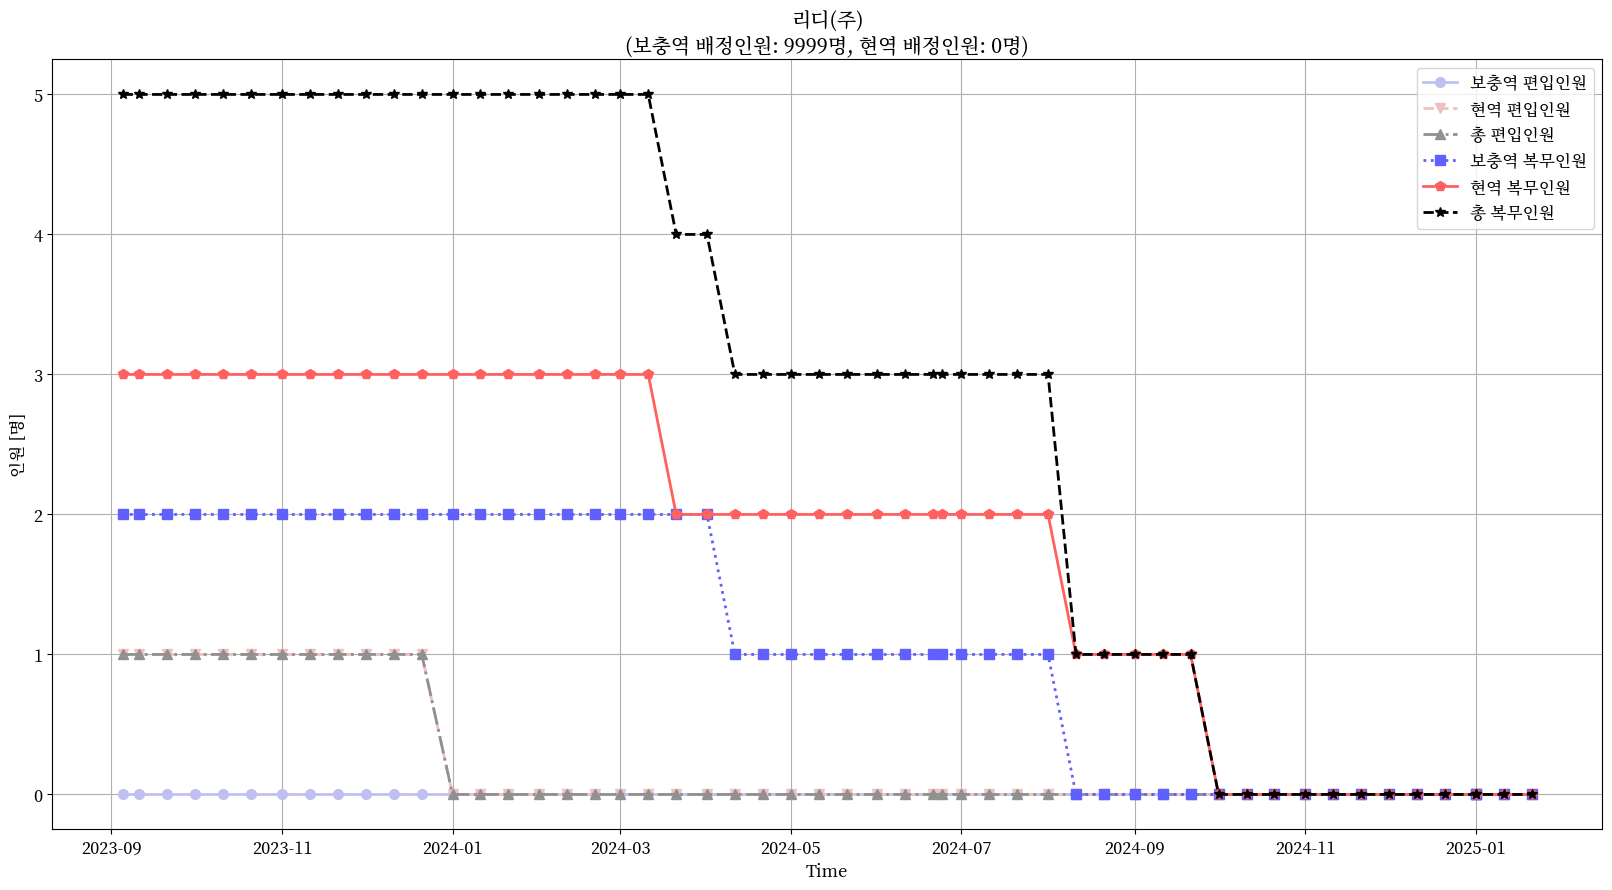 리디(주)
(보충역 배정인원: 9999명, 현역 배정인원: 0명)
보충역 편입인원
현역 편입인원
총 편입인원
보충역 복무인원
현역 복무인원
총 복무인원
인원 [명]
5
4
3
2
1
0
2023-09 2023-11 2024-01 2024-03 2024-05 2024-07 2024-09 2024-11 2025-01
Time